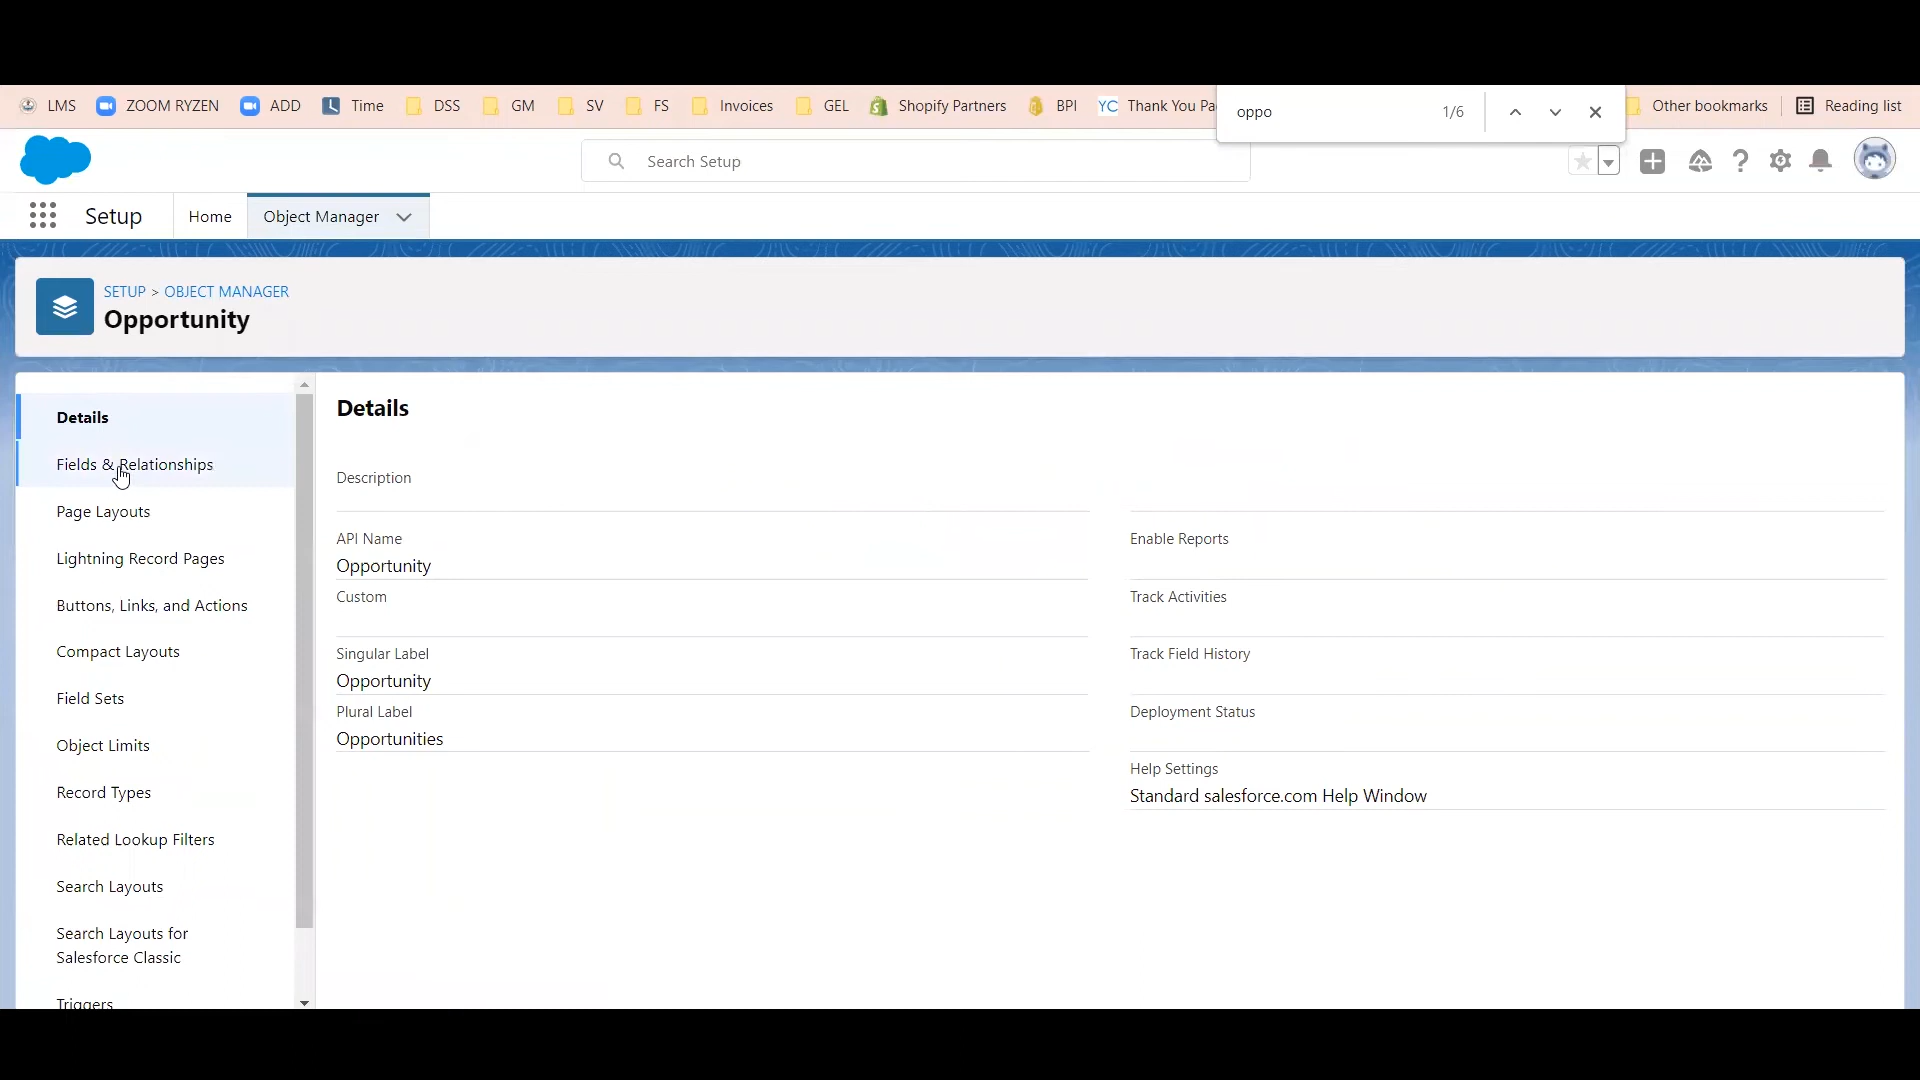 LMS ZOOM RYZEN ADD Time DSS GM SV FS Invoices GEL Shopify Partners BPI YC Thank You Pa Other bookmarks Reading list
oppo 1/6
Search Setup
Setup Home Object Manager
SETUP > OBJECT MANAGER
Opportunity
Details
Fields & Relationships
Page Layouts
Lightning Record Pages
Buttons, Links, and Actions
Compact Layouts
Field Sets
Object Limits
Record Types
Related Lookup Filters
Search Layouts
Search Layouts for
Salesforce Classic
Triggers
Details
Description
API Name
Opportunity
Custom
Singular Label
Opportunity
Plural Label
Opportunities
Enable Reports
Track Activities
Track Field History
Deployment Status
Help Settings
Standard salesforce.com Help Window